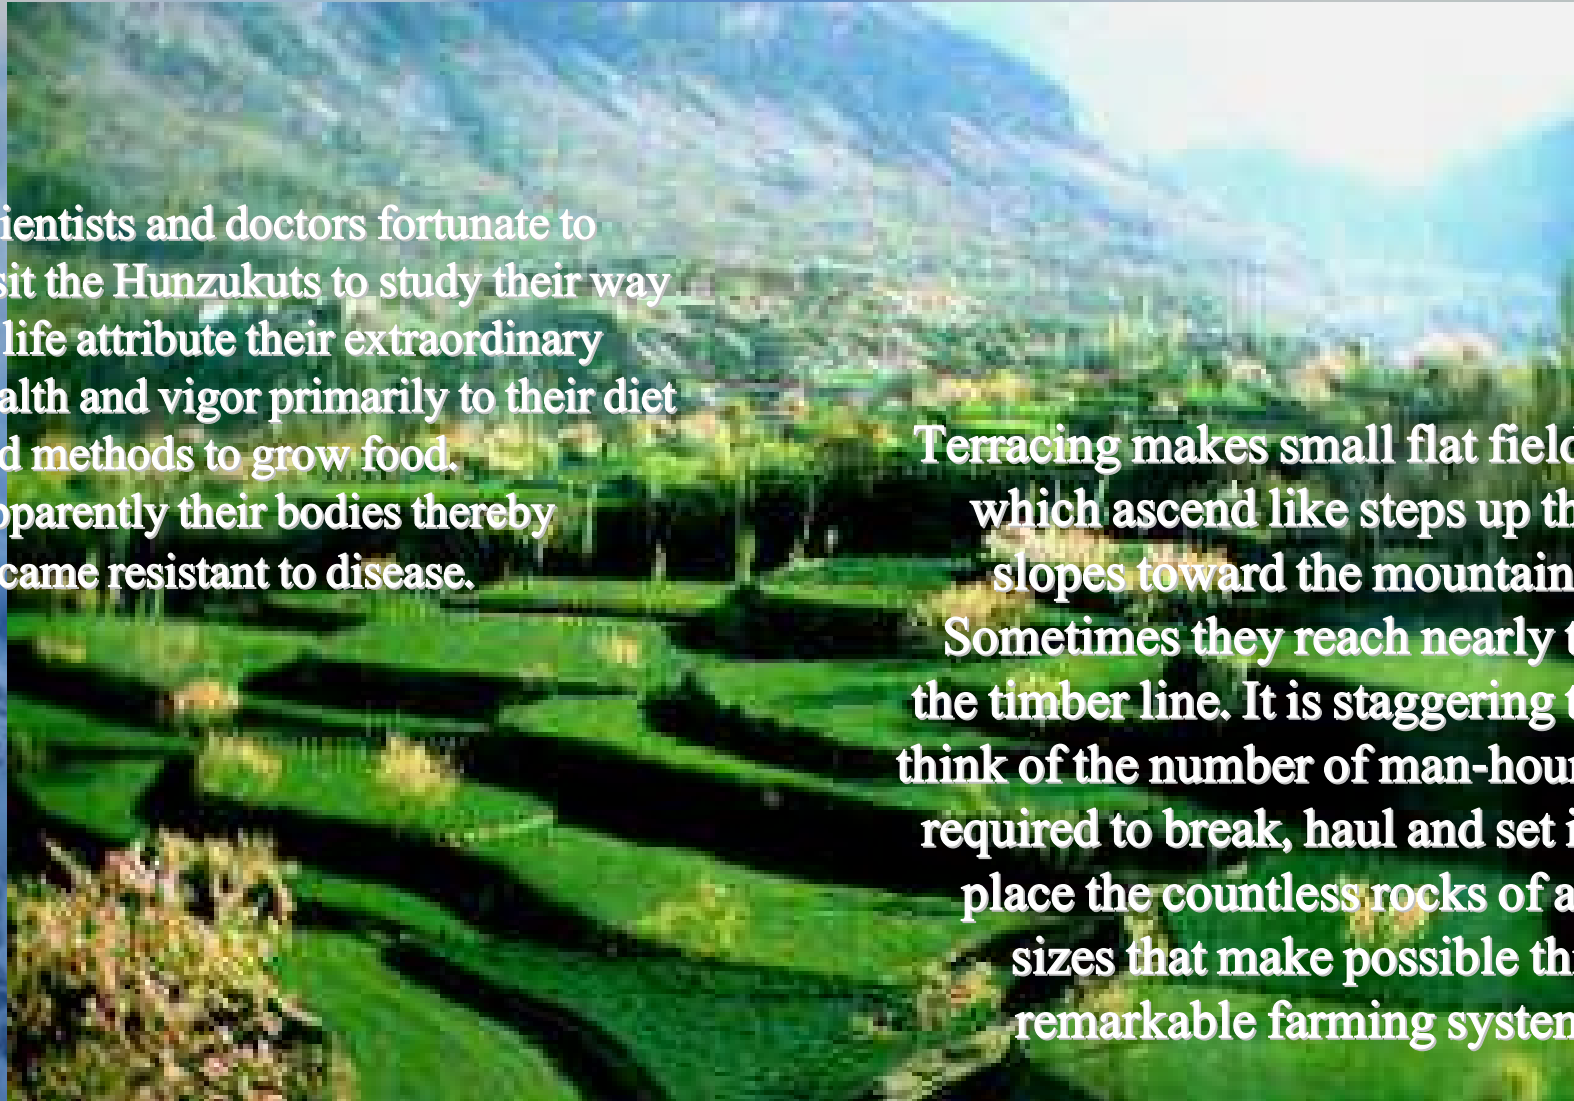 ientists and doctors fortunate to
sit the Hunzukuts to study their way
life attribute their extraordinary
alth and vigor primarily to their diet
d methods to grow food.
pparently their bodies thereby
came resistant to disease.
Terracing makes small flat field
which ascend like steps up th
slopes toward the mountain
Sometimes they reach nearly t
the timber line. It is staggering t
think of the number of man-hour
required to break, haul and set i
place the countless rocks of a
sizes that make possible thi
remarkable farming system